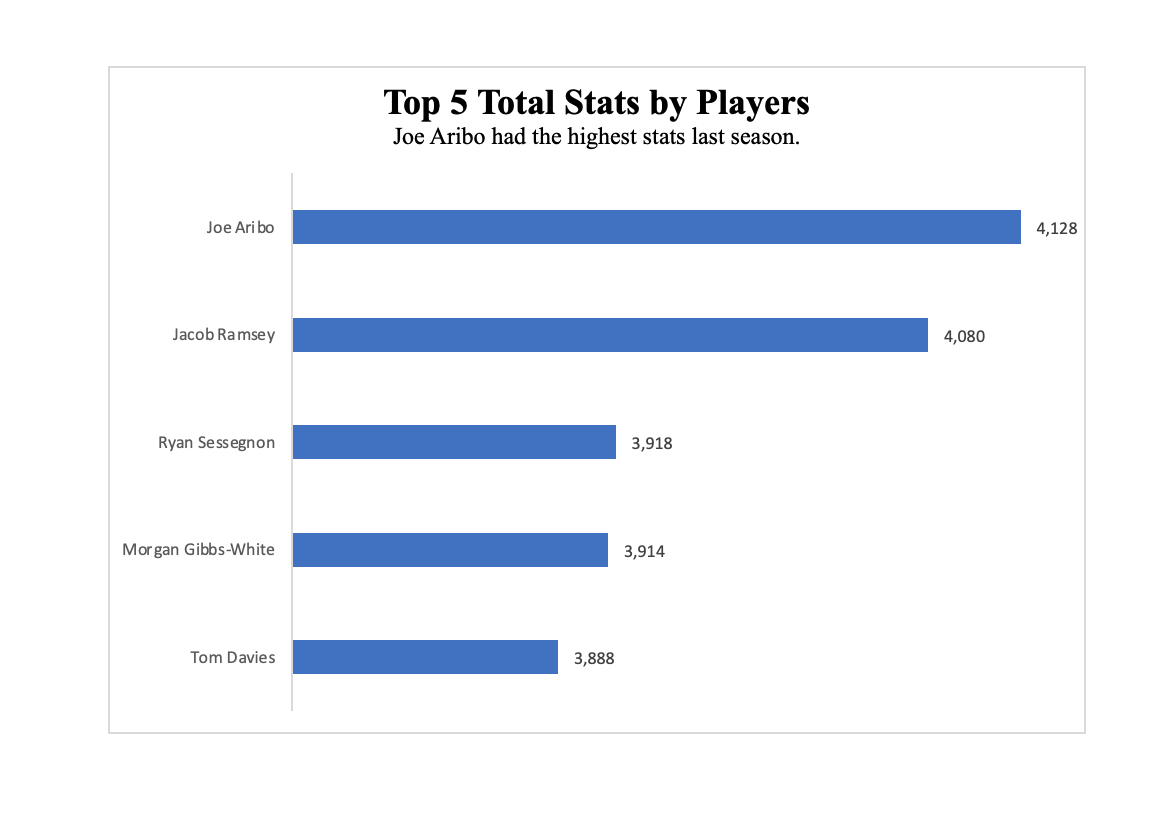 Top 5 Total Stats by Players
Joe Aribo had the highest stats last season.
Joe Aribo 4,128
Jacob Ramsey 4,080
Ryan Sessegnon 3,918
Morgan Gibbs-White 3,914
Tom Davies 3,888